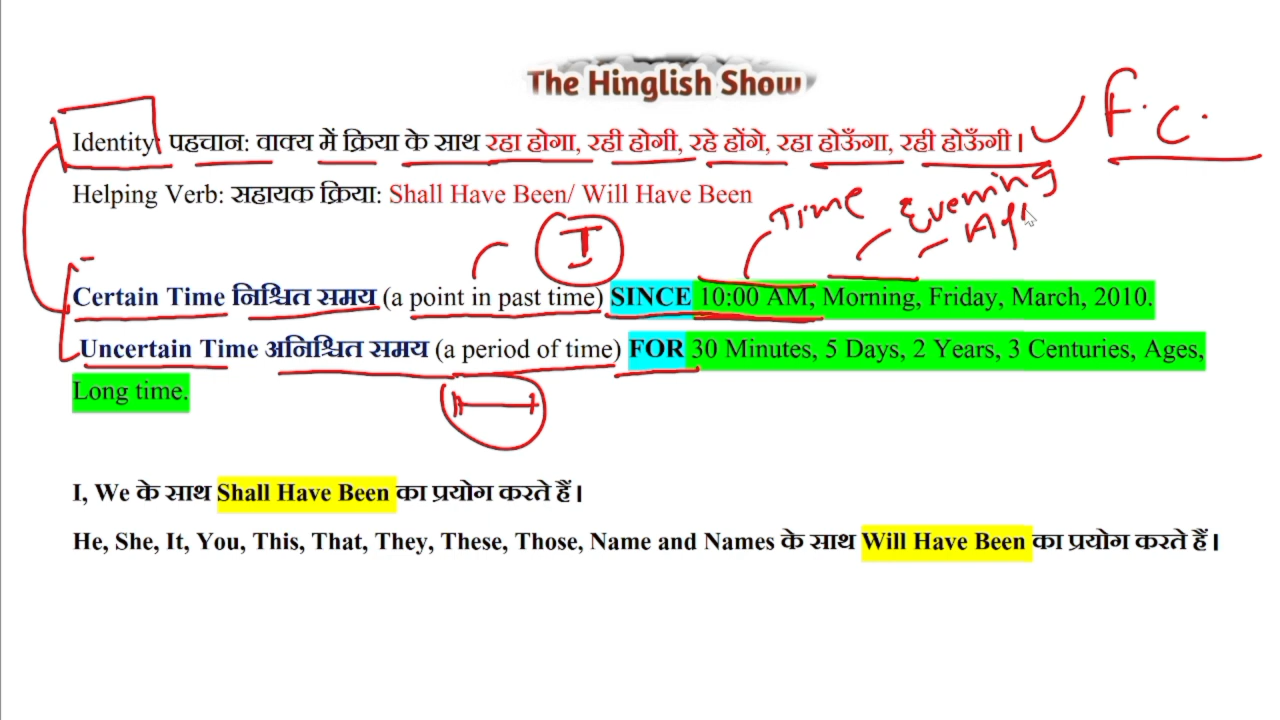 The Hinglish Show
F. C.
Identity: पहचान: वाक्य में क्रिया के साथ रहा होगा, रही होगी, रहे होंगे, रहा होऊँगा, रही होऊँगी।
Helping Verb: सहायक क्रिया: Shall Have Been/ Will Have Been
Time Evening
Aft
I
Certain Time निश्चित समय (a point in past time) SINCE 10:00 AM, Morning, Friday, March, 2010.
Uncertain Time अनिश्चित समय (a period of time) FOR 30 Minutes, 5 Days, 2 Years, 3 Centuries, Ages,
Long time.
I, We के साथ Shall Have Been का प्रयोग करते हैं।
He, She, It, You, This, That, They, These, Those, Name and Names के साथ Will Have Been का प्रयोग करते हैं।